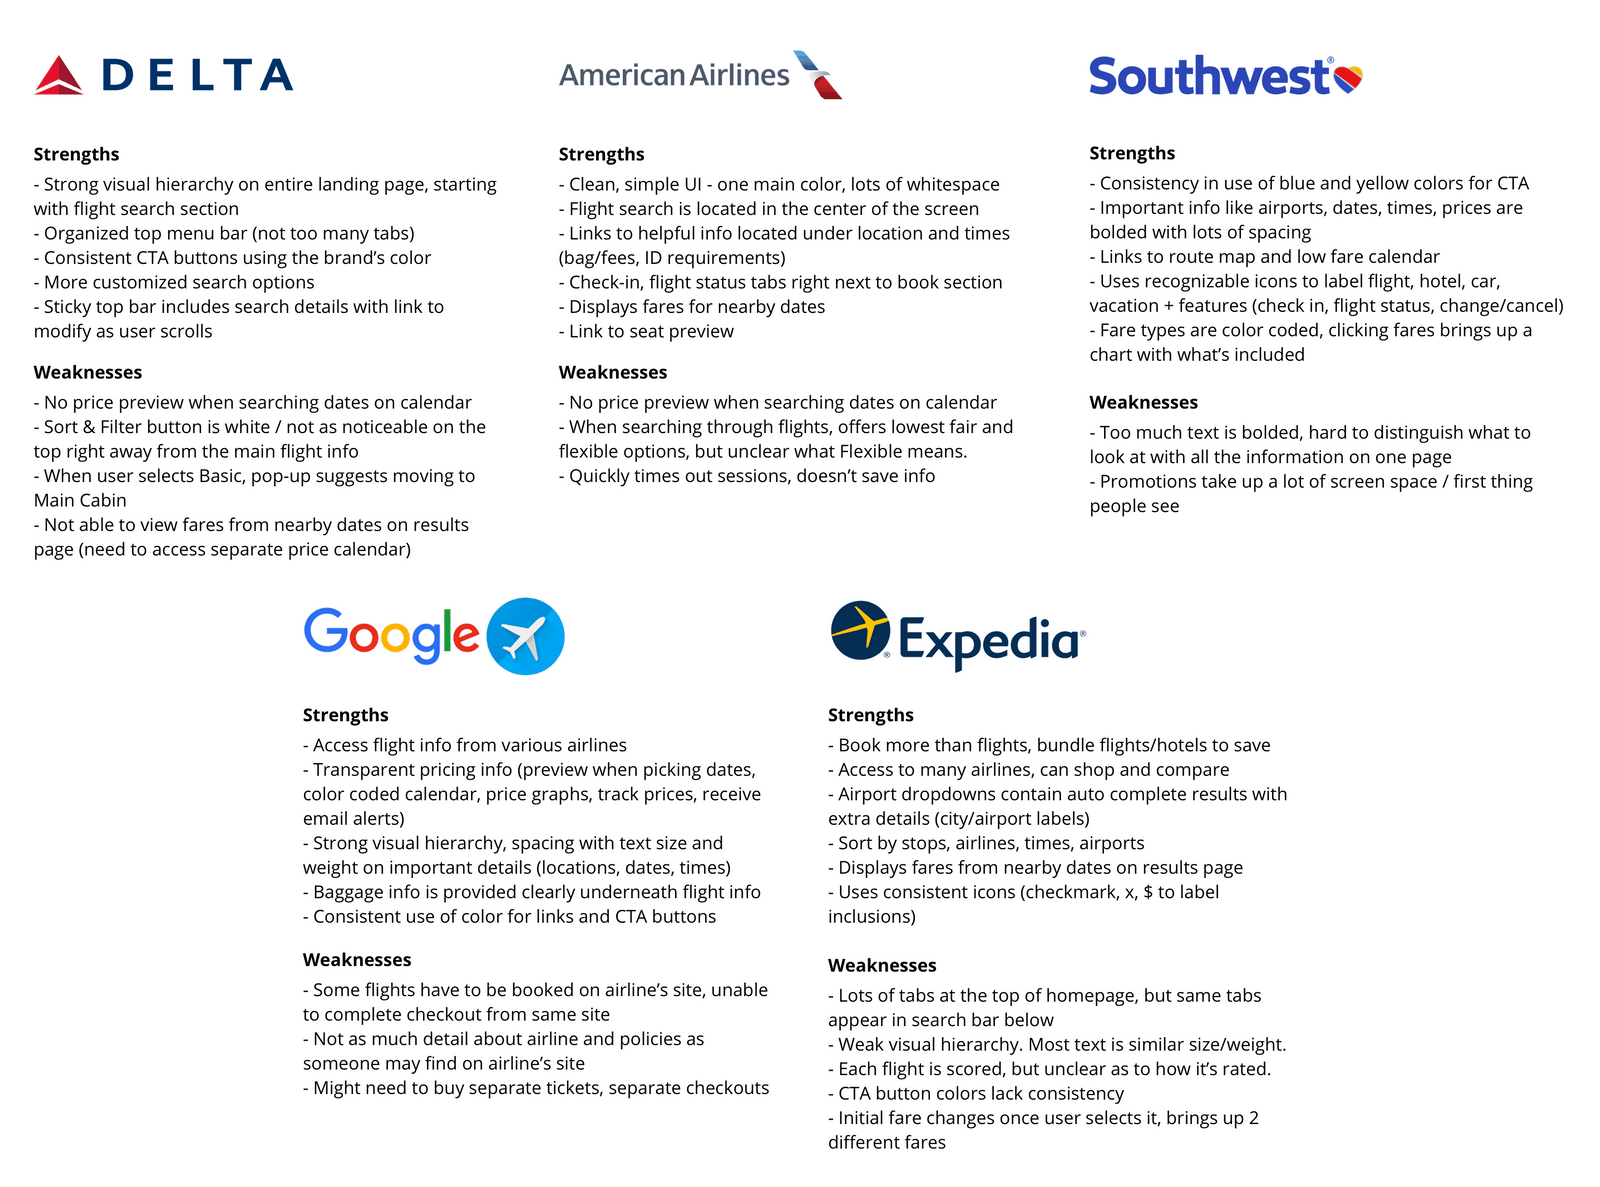 DELTA
Strengths
- Strong visual hierarchy on entire landing page, starting
with flight search section
- Organized top menu bar (not too many tabs)
- Consistent CTA buttons using the brand's color
- More customized search options
- Sticky top bar includes search details with link to
modify as user scrolls
Weaknesses
- No price preview when searching dates on calendar
- Sort & Filter button is white / not as noticeable on the
top right away from the main flight info
- When user selects Basic, pop-up suggests moving to
Main Cabin
- Not able to view fares from nearby dates on results
page (need to access separate price calendar)
American Airlines
Strengths
- Clean, simple UI - one main color, lots of whitespace
- Flight search is located in the center of the screen
- Links to helpful info located under location and times
(bag/fees, ID requirements)
- Check-in, flight status tabs right next to book section
- Displays fares for nearby dates
- Link to seat preview
Weaknesses
- No price preview when searching dates on calendar
- When searching through flights, offers lowest fair and
flexible options, but unclear what Flexible means.
- Quickly times out sessions, doesn't save info
Southwest®
Strengths
- Consistency in use of blue and yellow colors for CTA
- Important info like airports, dates, times, prices are
bolded with lots of spacing
- Links to route map and low fare calendar
- Uses recognizable icons to label flight, hotel, car,
vacation + features (check in, flight status, change/cancel)
- Fare types are color coded, clicking fares brings up a
chart with what's included
Weaknesses
- Too much text is bolded, hard to distinguish what to
look at with all the information on one page
- Promotions take up a lot of screen space / first thing
people see
Google
Strengths
- Access flight info from various airlines
- Transparent pricing info (preview when picking dates,
color coded calendar, price graphs, track prices, receive
email alerts)
- Strong visual hierarchy, spacing with text size and
weight on important details (locations, dates, times)
- Baggage info is provided clearly underneath flight info
- Consistent use of color for links and CTA buttons
Weaknesses
- Some flights have to be booked on airline's site, unable
to complete checkout from same site
- Not as much detail about airline and policies as
someone may find on airline's site
- Might need to buy separate tickets, separate checkouts
® Expedia®
Strengths
- Book more than flights, bundle flights/hotels to save
- Access to many airlines, can shop and compare
- Airport dropdowns contain auto complete results with
extra details (city/airport labels)
- Sort by stops, airlines, times, airports
- Displays fares from nearby dates on results page
- Uses consistent icons (checkmark, x, $ to label
inclusions)
Weaknesses
- Lots of tabs at the top of homepage, but same tabs
appear in search bar below
- Weak visual hierarchy. Most text is similar size/weight.
- Each flight is scored, but unclear as to how it's rated.
- CTA button colors lack consistency
- Initial fare changes once user selects it, brings up 2
different fares